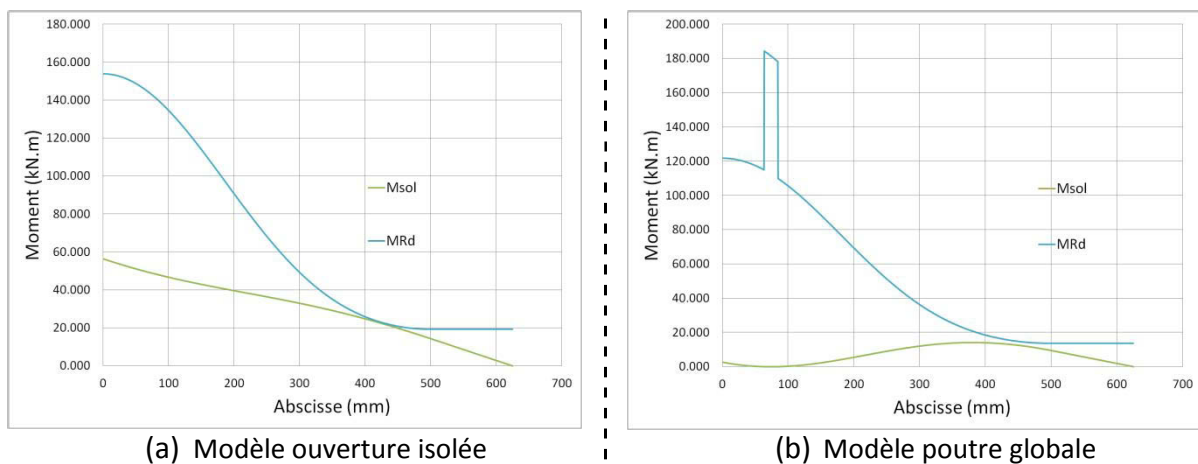 180.000
160.000
140.000
120.000
100.000
80.000
60.000
40.000
20.000
0.000
Moment (kN.m)
Msol
MRd
0 100 200 300 400 500 600 700
Abscisse (mm)
(a) Modèle ouverture isolée
200.000
180.000
160.000
140.000
120.000
100.000
80.000
60.000
40.000
20.000
0.000
Moment (kN.m)
Msol
MRd
0 100 200 300 400 500 600 700
Abscisse (mm)
(b) Modèle poutre globale